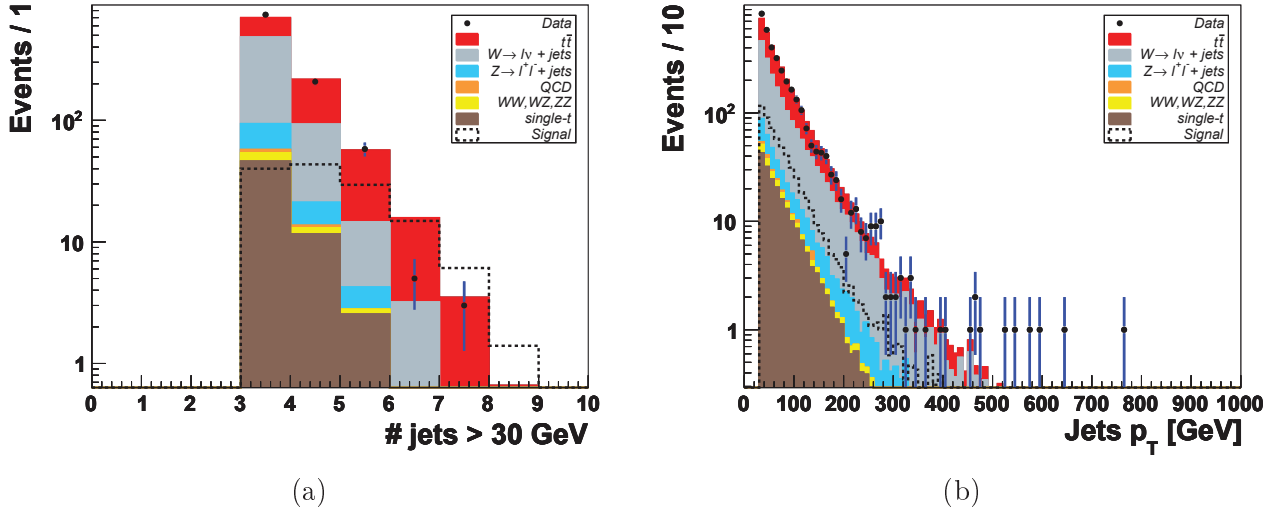 Events / 1
10²
10
1
Data
tt̄
W→ lν + jets
Z→ l⁺l⁻ + jets
QCD
WW,WZ,ZZ
single-t
Signal
0 1 2 3 4 5 6 7 8 9 10
# jets > 30 GeV
(a)
Events / 10
10²
10
1
Data
tt̄
W→ lν + jets
Z→ l⁺l⁻ + jets
QCD
WW,WZ,ZZ
single-t
Signal
0 100 200 300 400 500 600 700 800 900 1000
Jets p_T [GeV]
(b)